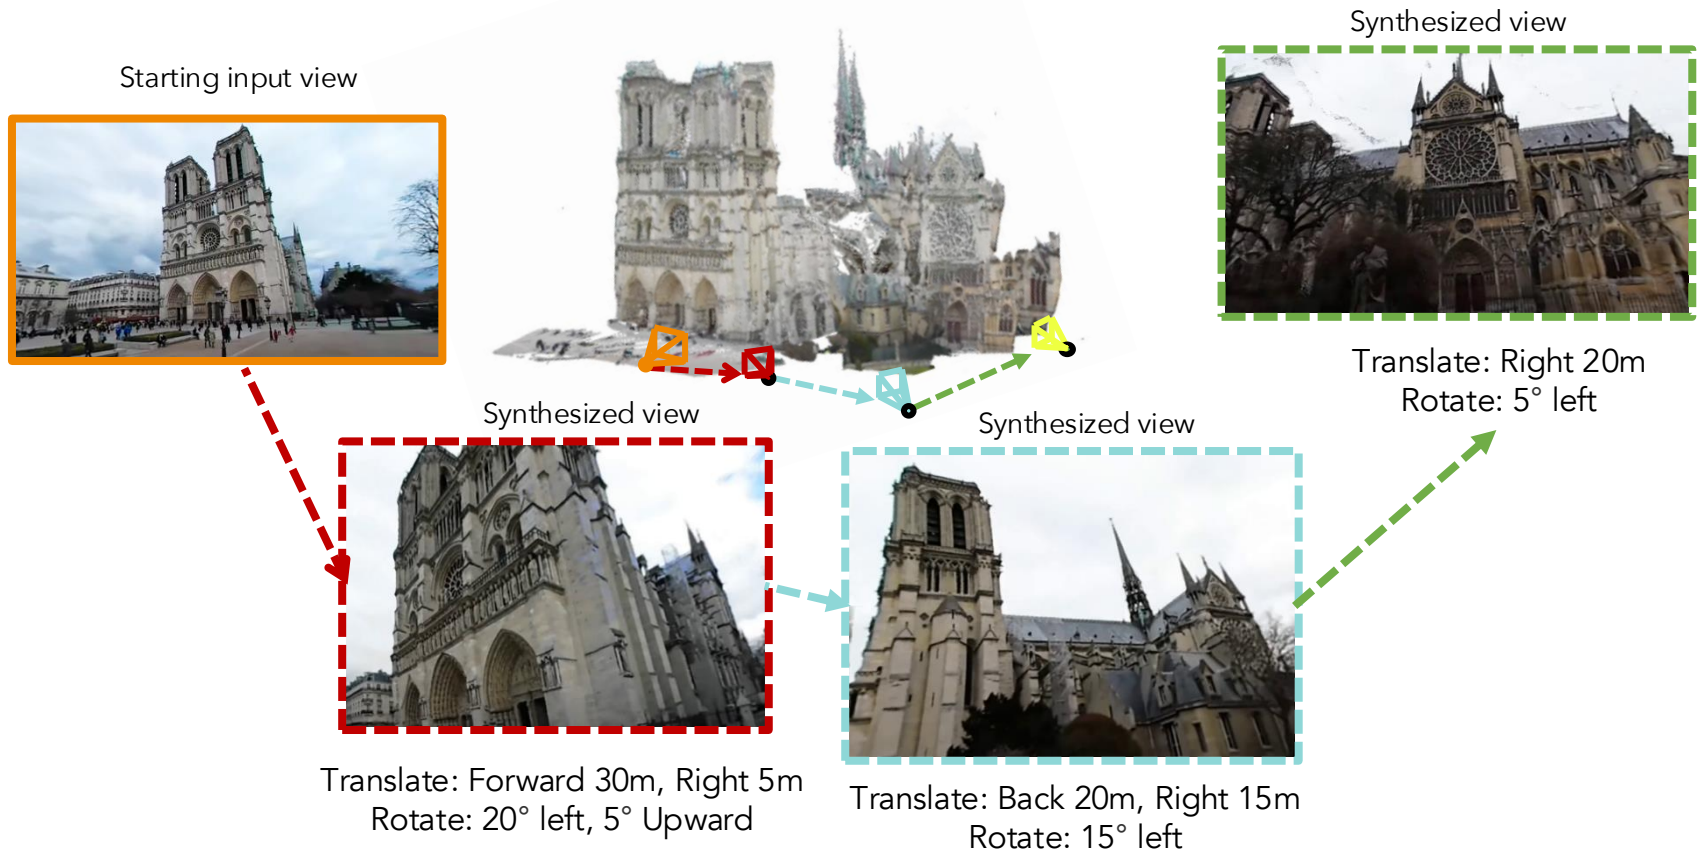 Starting input view
Synthesized view
Translate: Right 20m
Rotate: 5° left
Synthesized view
Synthesized view
Translate: Forward 30m, Right 5m
Rotate: 20° left, 5° Upward
Translate: Back 20m, Right 15m
Rotate: 15° left